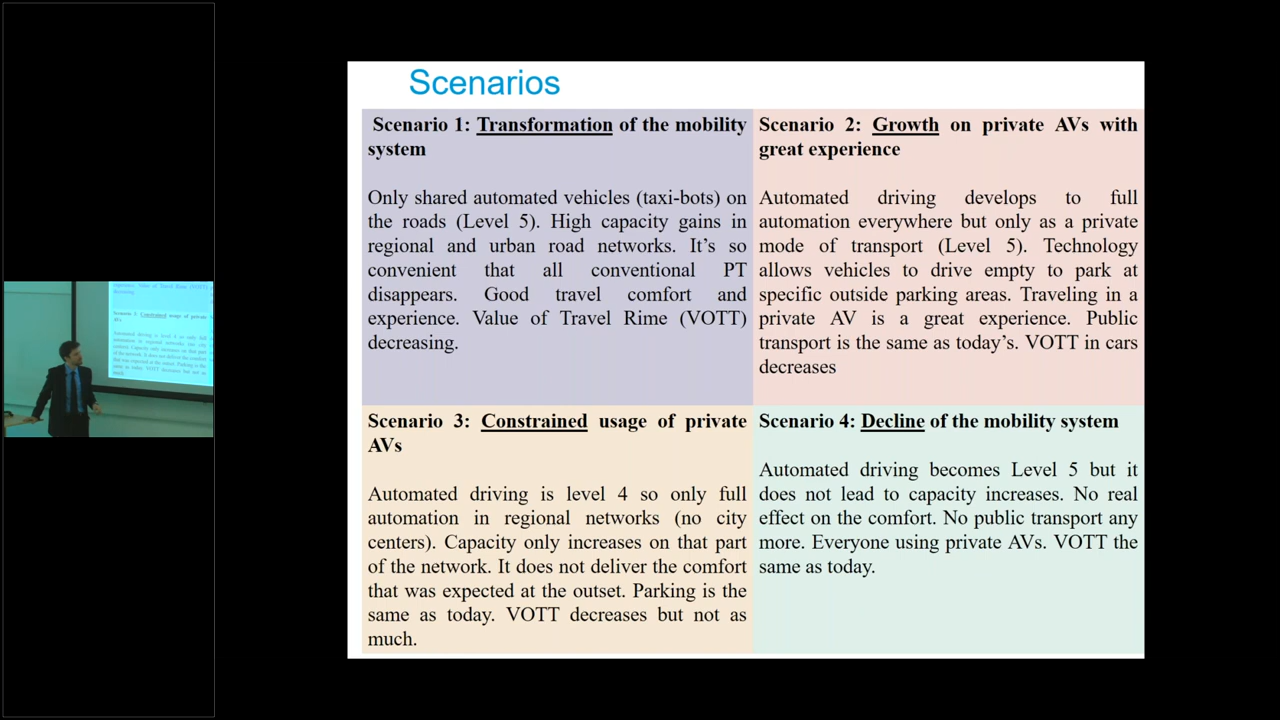 Scenarios
Scenario 1: Transformation of the mobility
system
Only shared automated vehicles (taxi-bots) on
the roads (Level 5). High capacity gains in
regional and urban road networks. It's so
convenient that all conventional PT
disappears. Good travel comfort and
experience. Value of Travel Rime (VOTT)
decreasing.
Scenario 2: Growth on private AVs with
great experience
Automated driving develops to full
automation everywhere but only as a private
mode of transport (Level 5). Technology
allows vehicles to drive empty to park at
specific outside parking areas. Traveling in a
private AV is a great experience. Public
transport is the same as today's. VOTT in cars
decreases
Scenario 3: Constrained usage of private
AVs
Automated driving is level 4 so only full
automation in regional networks (no city
centers). Capacity only increases on that part
of the network. It does not deliver the comfort
that was expected at the outset. Parking is the
same as today. VOTT decreases but not as
much.
Scenario 4: Decline of the mobility system
Automated driving becomes Level 5 but it
does not lead to capacity increases. No real
effect on the comfort. No public transport any
more. Everyone using private AVs. VOTT the
same as today.